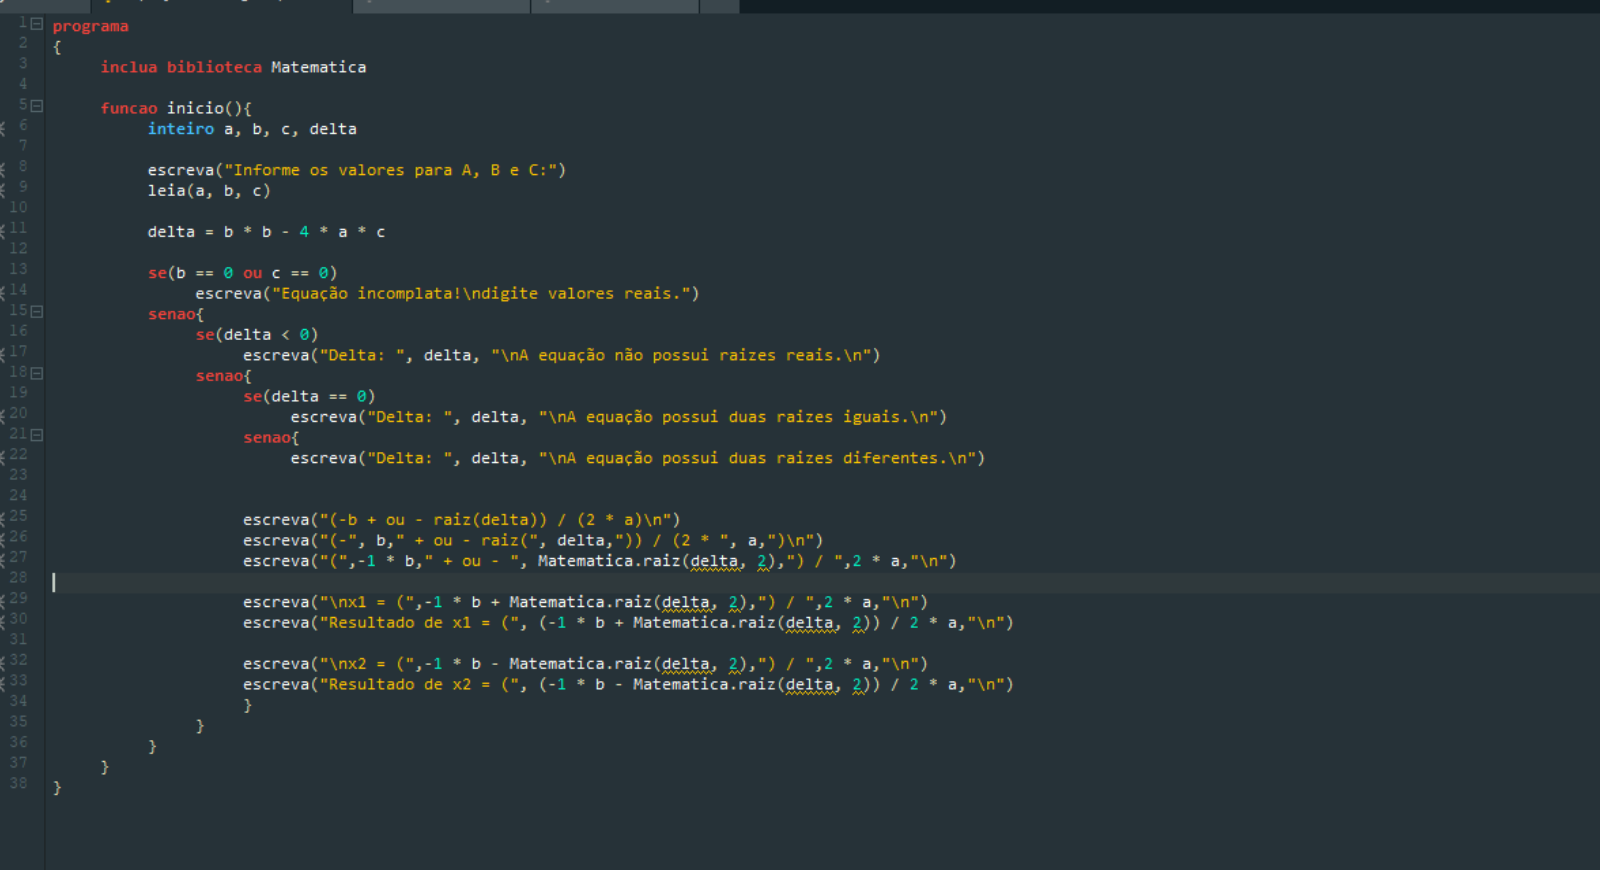 1 programa
2 {
3 inclua biblioteca Matematica
4
5 funcao inicio(){
6 inteiro a, b, c, delta
7
8 escreva("Informe os valores para A, B e C:")
9 leia(a, b, c)
10
11 delta = b * b - 4 * a * c
12
13 se(b == 0 ou c == 0)
14 escreva("Equação incomplata!\ndigite valores reais.")
15 senao{
16 se(delta < 0)
17 escreva("Delta: ", delta, "\nA equação não possui raizes reais.\n")
18 senao{
19 se(delta == 0)
20 escreva("Delta: ", delta, "\nA equação possui duas raizes iguais.\n")
21 senao{
22 escreva("Delta: ", delta, "\nA equação possui duas raizes diferentes.\n")
23
24
25 escreva("(-b + ou - raiz(delta)) / (2 * a)\n")
26 escreva("(-", b," + ou - raiz(", delta,")) / (2 * ", a,")\n")
27 escreva("(",-1 * b," + ou - ", Matematica.raiz(delta, 2),") / ",2 * a,"\n")
28
29 escreva("\nx1 = (",-1 * b + Matematica.raiz(delta, 2),") / ",2 * a,"\n")
30 escreva("Resultado de x1 = (", (-1 * b + Matematica.raiz(delta, 2)) / 2 * a,"\n")
31
32 escreva("\nx2 = (",-1 * b - Matematica.raiz(delta, 2),") / ",2 * a,"\n")
33 escreva("Resultado de x2 = (", (-1 * b - Matematica.raiz(delta, 2)) / 2 * a,"\n")
34 }
35 }
36 }
37 }
38 }